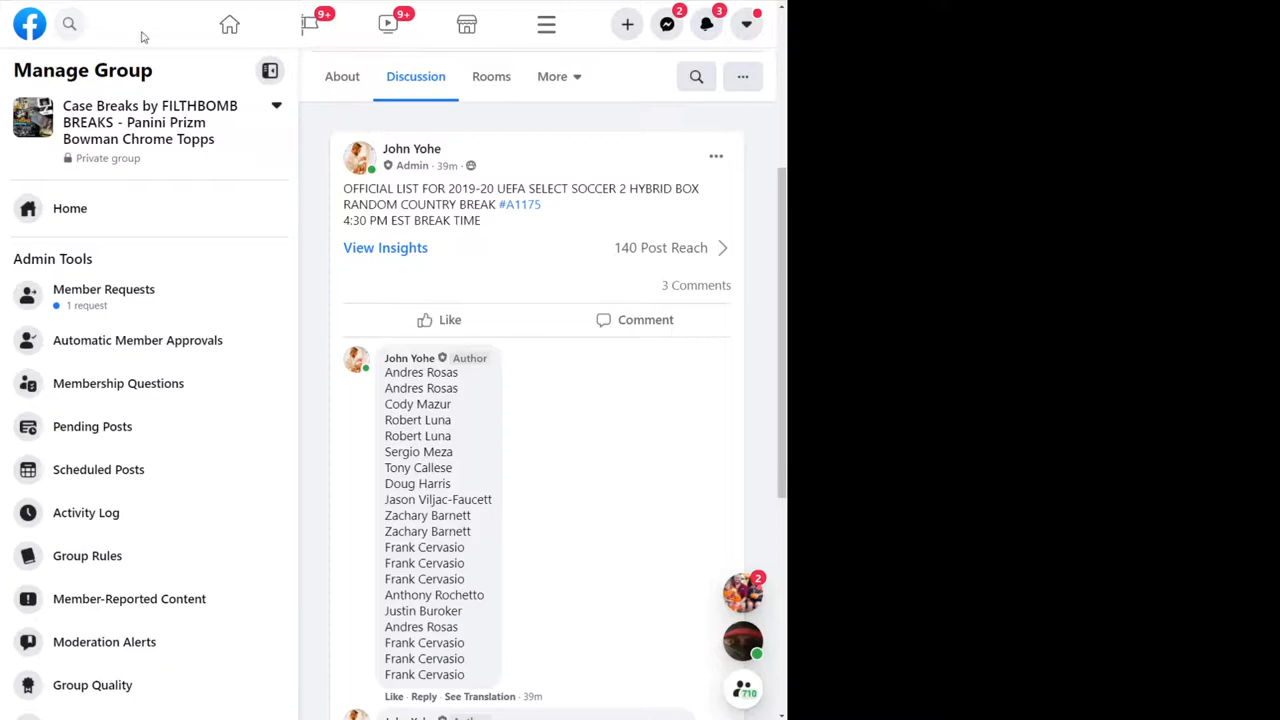 9+
9+
2
3
Manage Group
Case Breaks by FILTHBOMB
BREAKS - Panini Prizm
Bowman Chrome Topps
Private group
Home
Admin Tools
Member Requests
1 request
Automatic Member Approvals
Membership Questions
Pending Posts
Scheduled Posts
Activity Log
Group Rules
Member-Reported Content
Moderation Alerts
Group Quality
About
Discussion
Rooms
More
John Yohe
Admin · 39m ·
OFFICIAL LIST FOR 2019-20 UEFA SELECT SOCCER 2 HYBRID BOX
RANDOM COUNTRY BREAK #A1175
4:30 PM EST BREAK TIME
View Insights
140 Post Reach
3 Comments
Like
Comment
John Yohe Author
Andres Rosas
Andres Rosas
Cody Mazur
Robert Luna
Robert Luna
Sergio Meza
Tony Callese
Doug Harris
Jason Viljac-Faucett
Zachary Barnett
Zachary Barnett
Frank Cervasio
Frank Cervasio
Frank Cervasio
Anthony Rochetto
Justin Buroker
Andres Rosas
Frank Cervasio
Frank Cervasio
Frank Cervasio
Like · Reply · See Translation · 39m
2
710